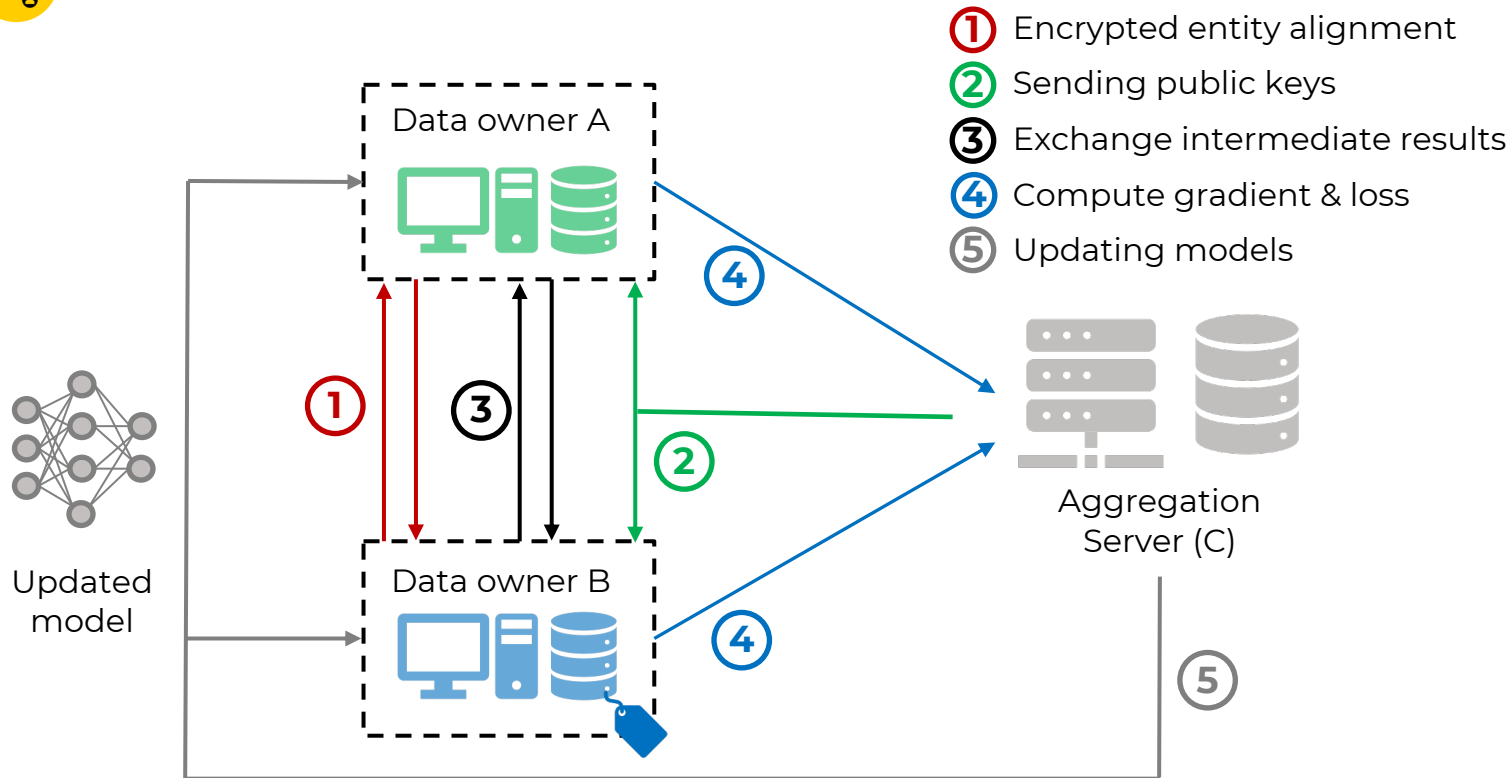 1 Encrypted entity alignment
2 Sending public keys
3 Exchange intermediate results
4 Compute gradient & loss
5 Updating models
Data owner A
4
1
3
2
Data owner B
4
Updated
model
Aggregation
Server (C)
5